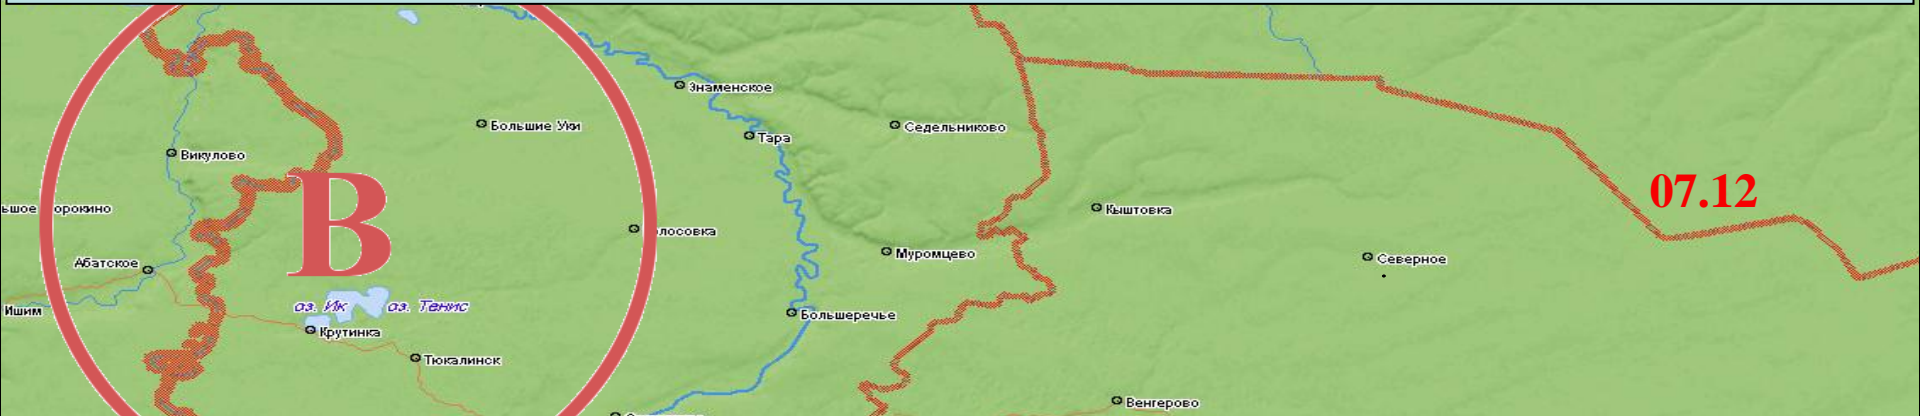 Знаменское
Большие Уки
Тара
Седельниково
Викулово
В
07.12
Кыштовка
Абатское
Муромцево
Северное
оз. Ик
оз. Тенис
Ишим
Большеречье
Крутинка
Тюкалинск
Венгерово